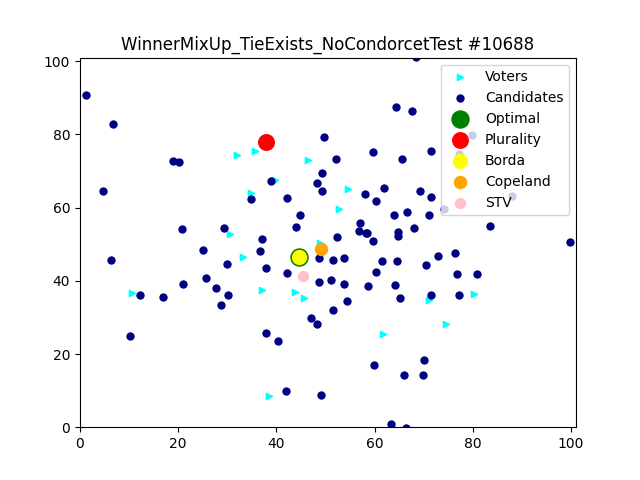 WinnerMixUp_TieExists_NoCondorcetTest #10688
100
80
60
40
20
0
0
20
40
60
80
100
Voters
Candidates
Optimal
Plurality
Borda
Copeland
STV